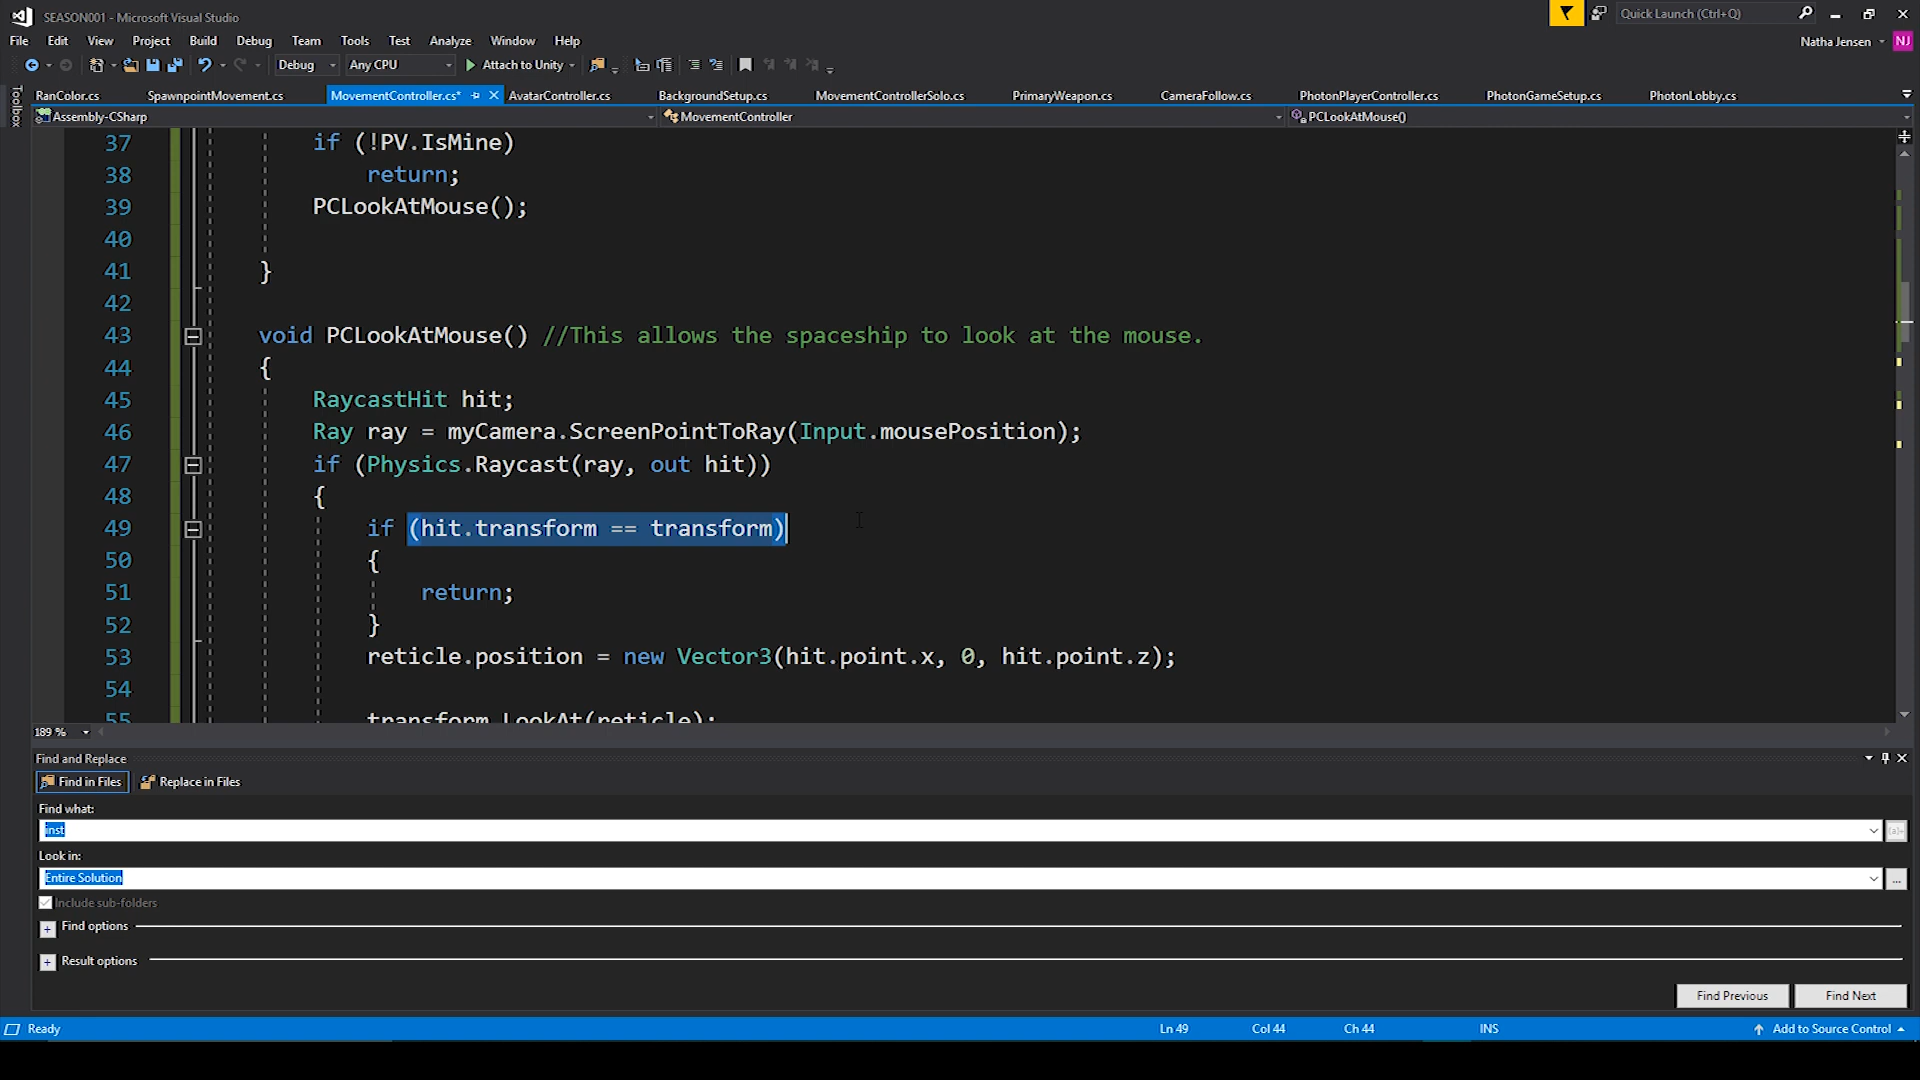 SEASON001 - Microsoft Visual Studio
Quick Launch (Ctrl+Q)
File Edit View Project Build Debug Team Tools Test Analyze Window Help
Natha Jensen NJ
Debug Any CPU Attach to Unity
Toolbox
RanColor.cs SpawnpointMovement.cs MovementController.cs* AvatarController.cs BackgroundSetup.cs MovementControllerSolo.cs PrimaryWeapon.cs CameraFollow.cs PhotonPlayerController.cs PhotonGameSetup.cs PhotonLobby.cs
Assembly-CSharp MovementController PCLookAtMouse()
37 if (!PV.IsMine)
38 return;
39 PCLookAtMouse();
40
41 }
42
43 void PCLookAtMouse() //This allows the spaceship to look at the mouse.
44 {
45 RaycastHit hit;
46 Ray ray = myCamera.ScreenPointToRay(Input.mousePosition);
47 if (Physics.Raycast(ray, out hit))
48 {
49 if (hit.transform == transform)
50 {
51 return;
52 }
53 reticle.position = new Vector3(hit.point.x, 0, hit.point.z);
54
55 transform.LookAt(reticle);
189 %
Find and Replace
Find in Files Replace in Files
Find what:
inst
Look in:
Entire Solution
...
Include sub-folders
Find options
Result options
Find Previous Find Next
Ready Ln 49 Col 44 Ch 44 INS Add to Source Control